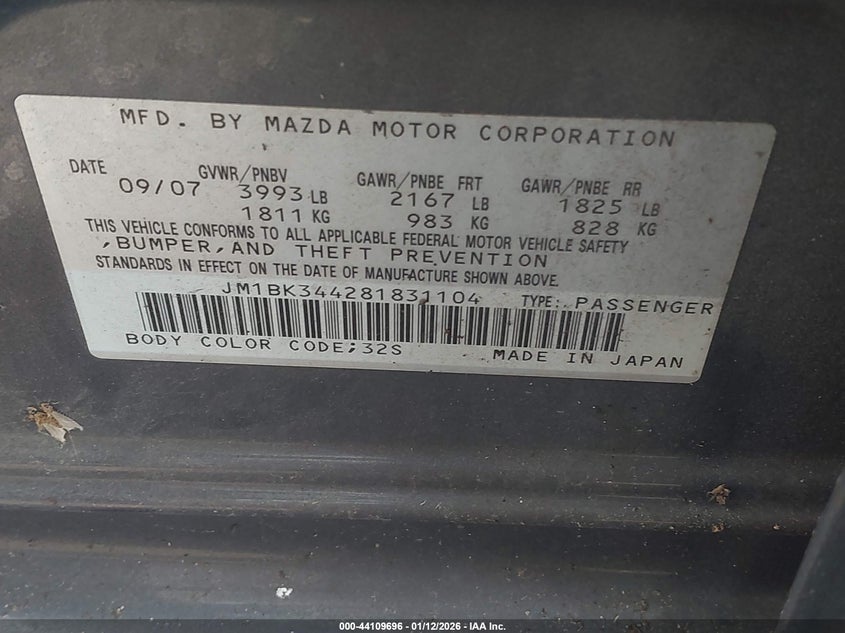 MFD. BY MAZDA MOTOR CORPORATION
DATE GVWR/PNBV GAWR/PNBE FRT GAWR/PNBE RR
09/07 3993 LB 2167 LB 1825 LB
1811 KG 983 KG 828 KG
THIS VEHICLE CONFORMS TO ALL APPLICABLE FEDERAL MOTOR VEHICLE SAFETY
,BUMPER,AND THEFT PREVENTION
STANDARDS IN EFFECT ON THE DATE OF MANUFACTURE SHOWN ABOVE.
JM1BK344281831104 TYPE: PASSENGER
BODY COLOR CODE;32S MADE IN JAPAN
000-44109696 - 01/12/2026 - IAA Inc.